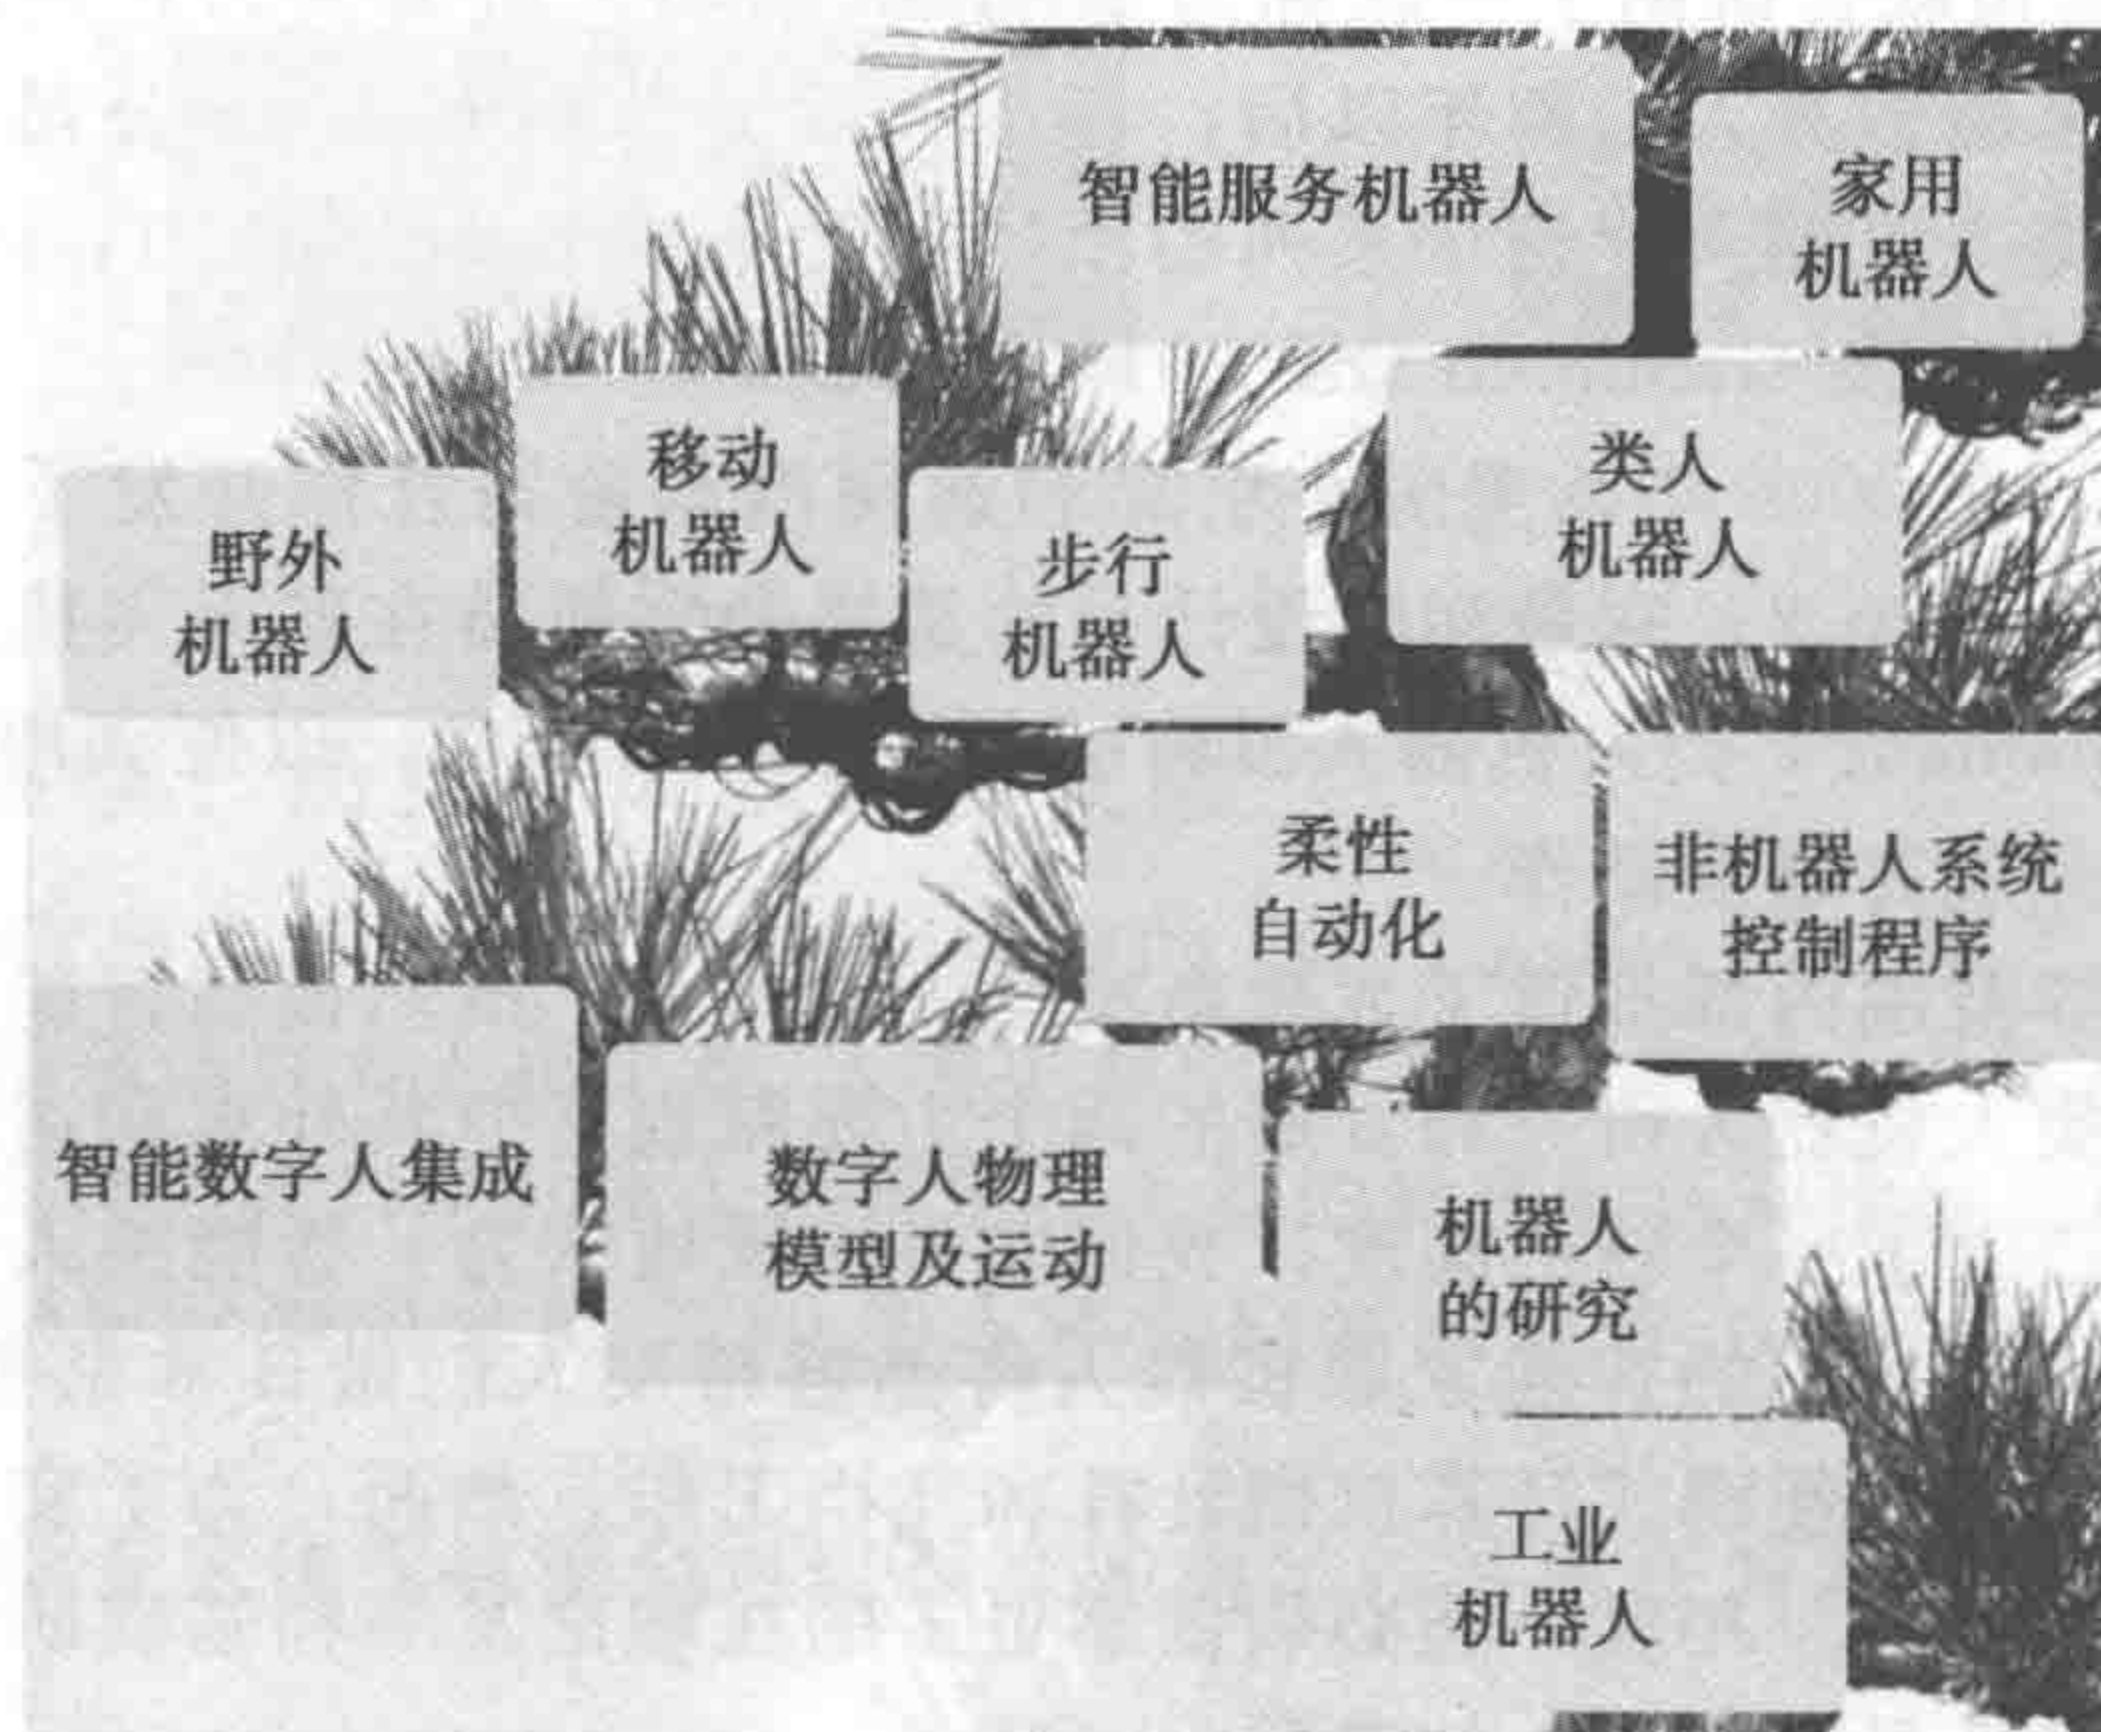 智能服务机器人
家用
机器人
移动
机器人
类人
机器人
野外
机器人
步行
机器人
柔性
自动化
非机器人系统
控制程序
智能数字人集成
数字人物理
模型及运动
机器人
的研究
工业
机器人